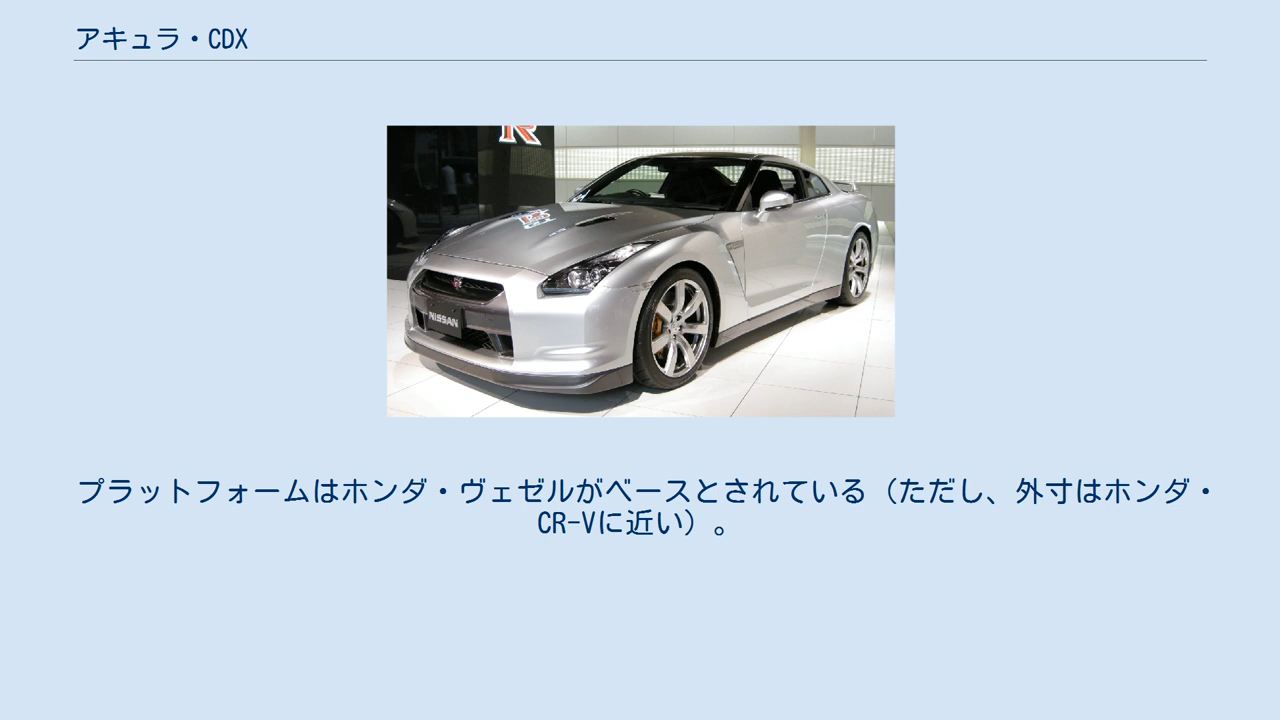 アキュラ・CDX
R
NISSAN
プラットフォームはホンダ・ヴェゼルがベースとされている（ただし、外寸はホンダ・
CR-Vに近い）。